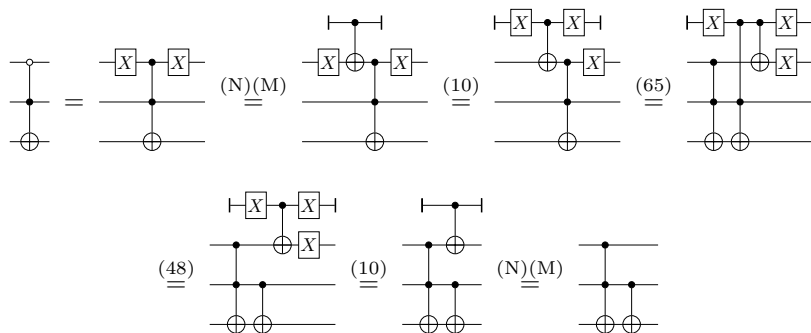 = X X (N)(M) = X X (10) = X X X (65) = X X X
(48) = X X X (10) = (N)(M) =